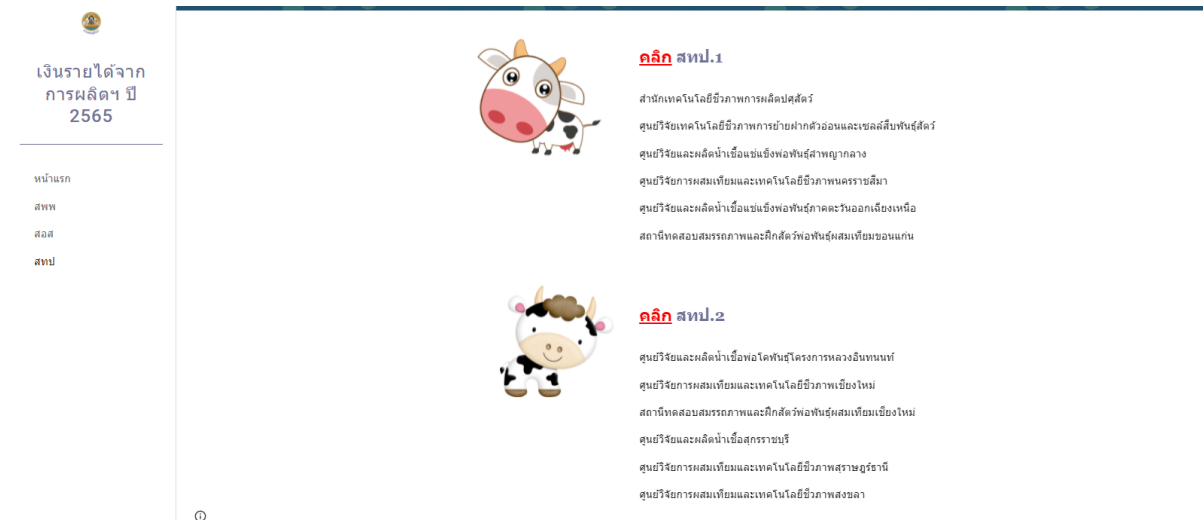 เงินรายได้จาก
การผลิตฯ ปี
2565
หน้าแรก
สพพ
สอส
สทป
คลิก สทป.1
สำนักเทคโนโลยีชีวภาพการผลิตปศุสัตว์
ศูนย์วิจัยเทคโนโลยีชีวภาพการย้ายฝากตัวอ่อนและเซลล์สืบพันธุ์สัตว์
ศูนย์วิจัยและผลิตน้ำเชื้อแช่แข็งพ่อพันธุ์ลำพญากลาง
ศูนย์วิจัยการผสมเทียมและเทคโนโลยีชีวภาพนครราชสีมา
ศูนย์วิจัยและผลิตน้ำเชื้อแช่แข็งพ่อพันธุ์ภาคตะวันออกเฉียงเหนือ
สถานีทดสอบสมรรถภาพและฝึกสัตว์พ่อพันธุ์ผสมเทียมขอนแก่น
คลิก สทป.2
ศูนย์วิจัยและผลิตน้ำเชื้อพ่อโคพันธุ์โครงการหลวงอินทนนท์
ศูนย์วิจัยการผสมเทียมและเทคโนโลยีชีวภาพเชียงใหม่
สถานีทดสอบสมรรถภาพและฝึกสัตว์พ่อพันธุ์ผสมเทียมเชียงใหม่
ศูนย์วิจัยและผลิตน้ำเชื้อสุกรราชบุรี
ศูนย์วิจัยการผสมเทียมและเทคโนโลยีชีวภาพสุราษฎร์ธานี
ศูนย์วิจัยการผสมเทียมและเทคโนโลยีชีวภาพสงขลา